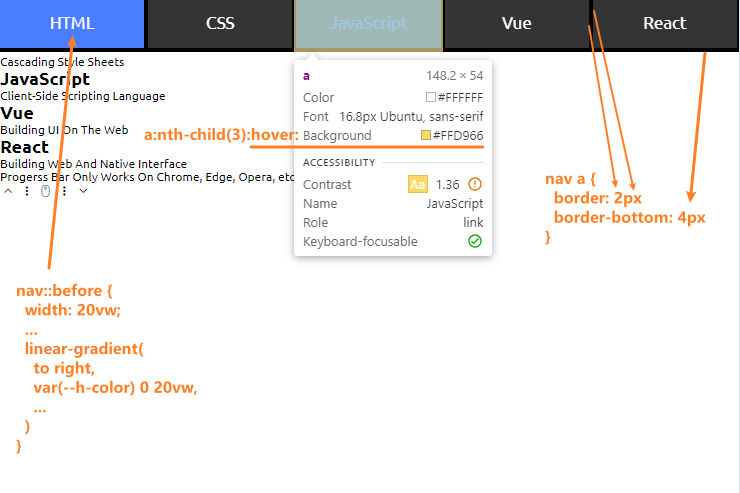 HTML CSS JavaScript Vue React
Cascading Style Sheets
JavaScript
Client-Side Scripting Language
Vue
Building UI On The Web
React
Building Web And Native Interface
Progerss Bar Only Works On Chrome, Edge, Opera, etc
a 148.2 × 54
Color #FFFFFF
Font 16.8px Ubuntu, sans-serif
a:nth-child(3):hover: Background #FFD966
ACCESSIBILITY
Contrast Aa 1.36
Name JavaScript
Role link
Keyboard-focusable
nav a {
border: 2px
border-bottom: 4px
}
nav::before {
width: 20vw;
...
linear-gradient(
to right,
var(--h-color) 0 20vw,
...
)
}